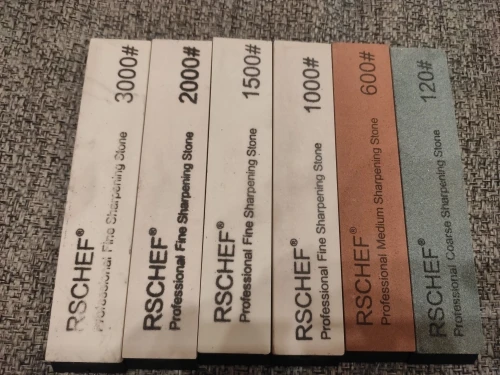 3000#
RSCHEF®
Professional Fine Sharpening Stone
2000#
RSCHEF®
Professional Fine Sharpening Stone
1500#
RSCHEF®
Professional Fine Sharpening Stone
1000#
RSCHEF®
Professional Fine Sharpening Stone
600#
RSCHEF®
Professional Medium Sharpening Stone
120#
RSCHEF®
Professional Coarse Sharpening Stone